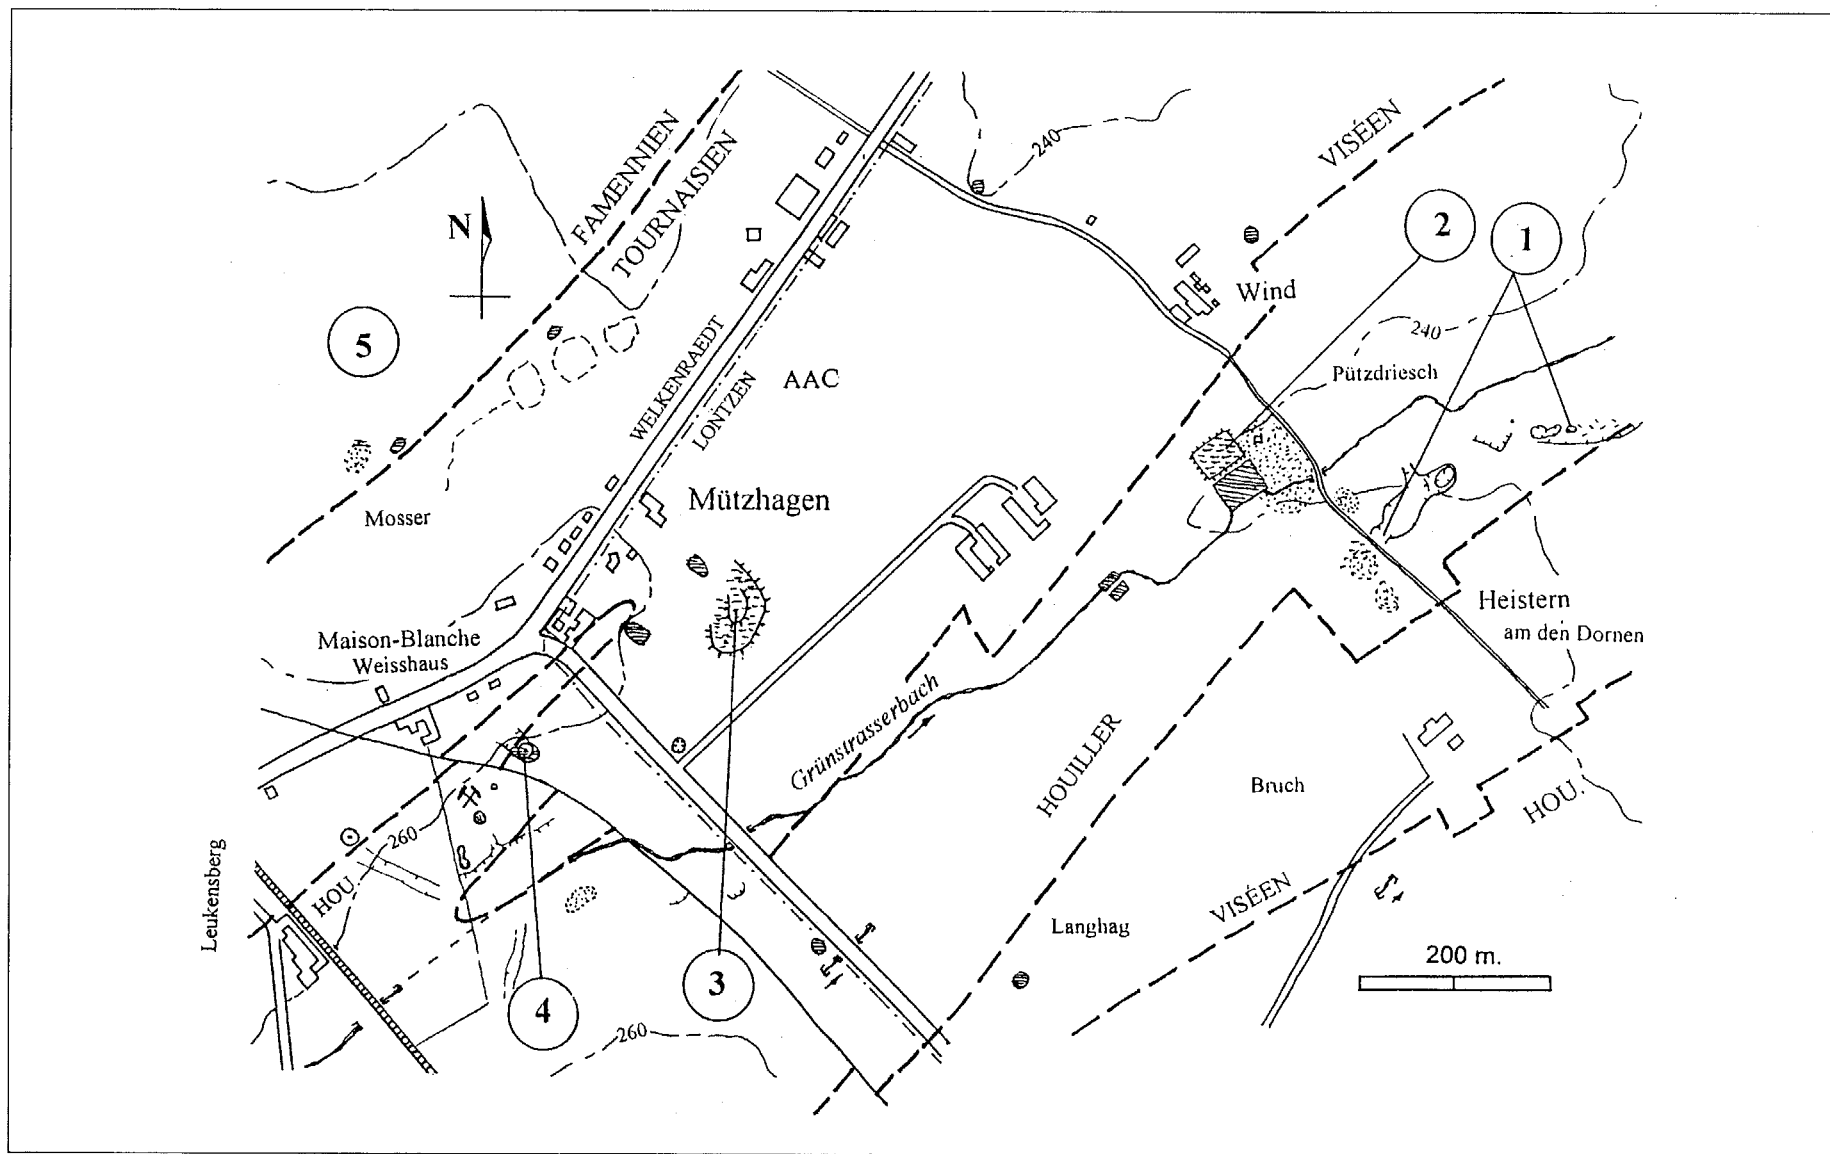 FAMENNIEN
TOURNAISIEN
N
240
VISÉEN
2
1
Wind
5
240
WELKENRAEDT
LONTZEN
AAC
Pützdriesch
Mützhagen
Mosser
Maison-Blanche
Weisshaus
Heistern
am den Dornen
Grünstrasserbach
HOUILLER
Bruch
HOU.
260
HOU.
Leukensberg
VISÉEN
Langhag
200 m.
3
4
260